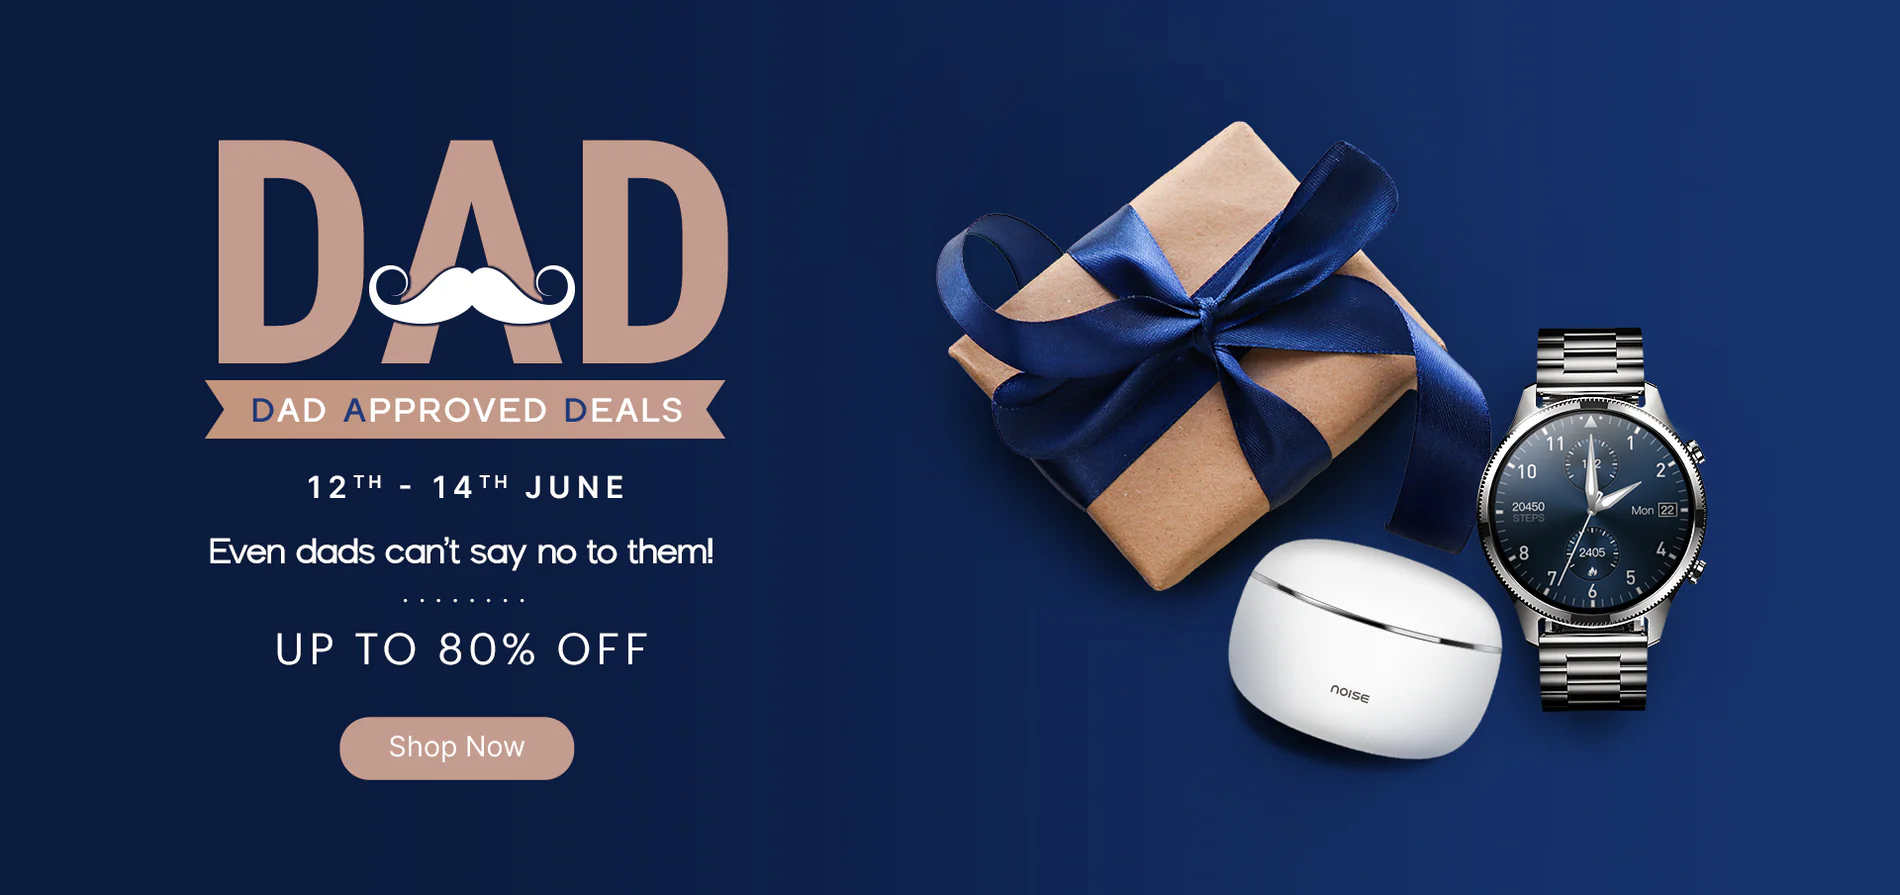 DAD
DAD APPROVED DEALS
12TH - 14TH JUNE
Even dads can't say no to them!
UP TO 80% OFF
Shop Now
NOISE
11 1
10 2
20450
STEPS
Mon 22
8 4
2405
7 5
6